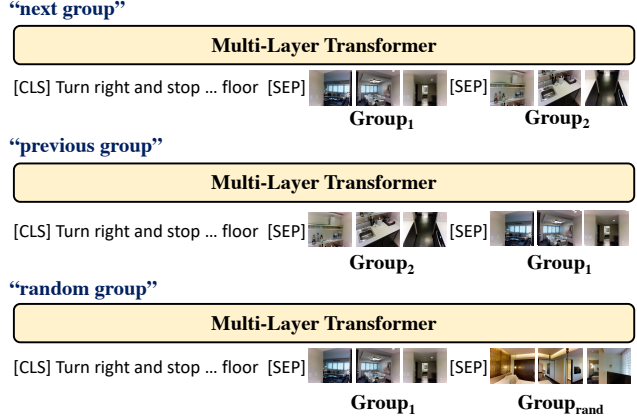 “next group”
Multi-Layer Transformer
[CLS] Turn right and stop ... floor [SEP] [SEP]
Group1 Group2
“previous group”
Multi-Layer Transformer
[CLS] Turn right and stop ... floor [SEP] [SEP]
Group2 Group1
“random group”
Multi-Layer Transformer
[CLS] Turn right and stop ... floor [SEP] [SEP]
Group1 Grouprand